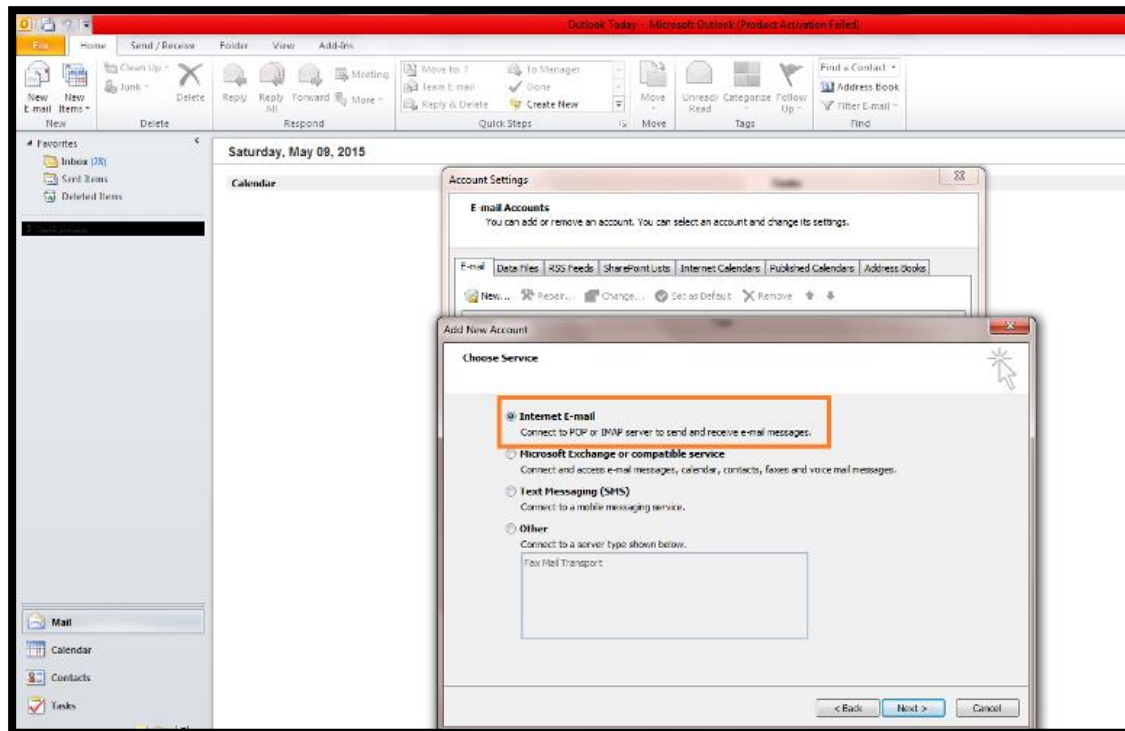 Outlook Today - Microsoft Outlook (Product Activation Failed)
File Home Send / Receive Folder View Add-Ins
New E-mail
New Items
Clean Up
Junk
Delete
Reply
Reply All
Forward
Meeting
More
Move to: ?
Team E-mail
Reply & Delete
To Manager
Done
Create New
Move
Unread/ Read
Categorize
Follow Up
Find a Contact
Address Book
Filter E-mail
New Delete Respond Quick Steps Move Tags Find
Favorites
Inbox (28)
Sent Items
Deleted Items
Saturday, May 09, 2015
Calendar
Account Settings
E-mail Accounts
You can add or remove an account. You can select an account and change its settings.
E-mail Data Files RSS Feeds SharePoint Lists Internet Calendars Published Calendars Address Books
New... Repair... Change... Set as Default Remove
Add New Account
Choose Service
Internet E-mail
Connect to POP or IMAP server to send and receive e-mail messages.
Microsoft Exchange or compatible service
Connect and access e-mail messages, calendar, contacts, faxes and voice mail messages.
Text Messaging (SMS)
Connect to a mobile messaging service.
Other
Connect to a server type shown below.
Fax Mail Transport
< Back Next > Cancel
Mail
Calendar
Contacts
Tasks